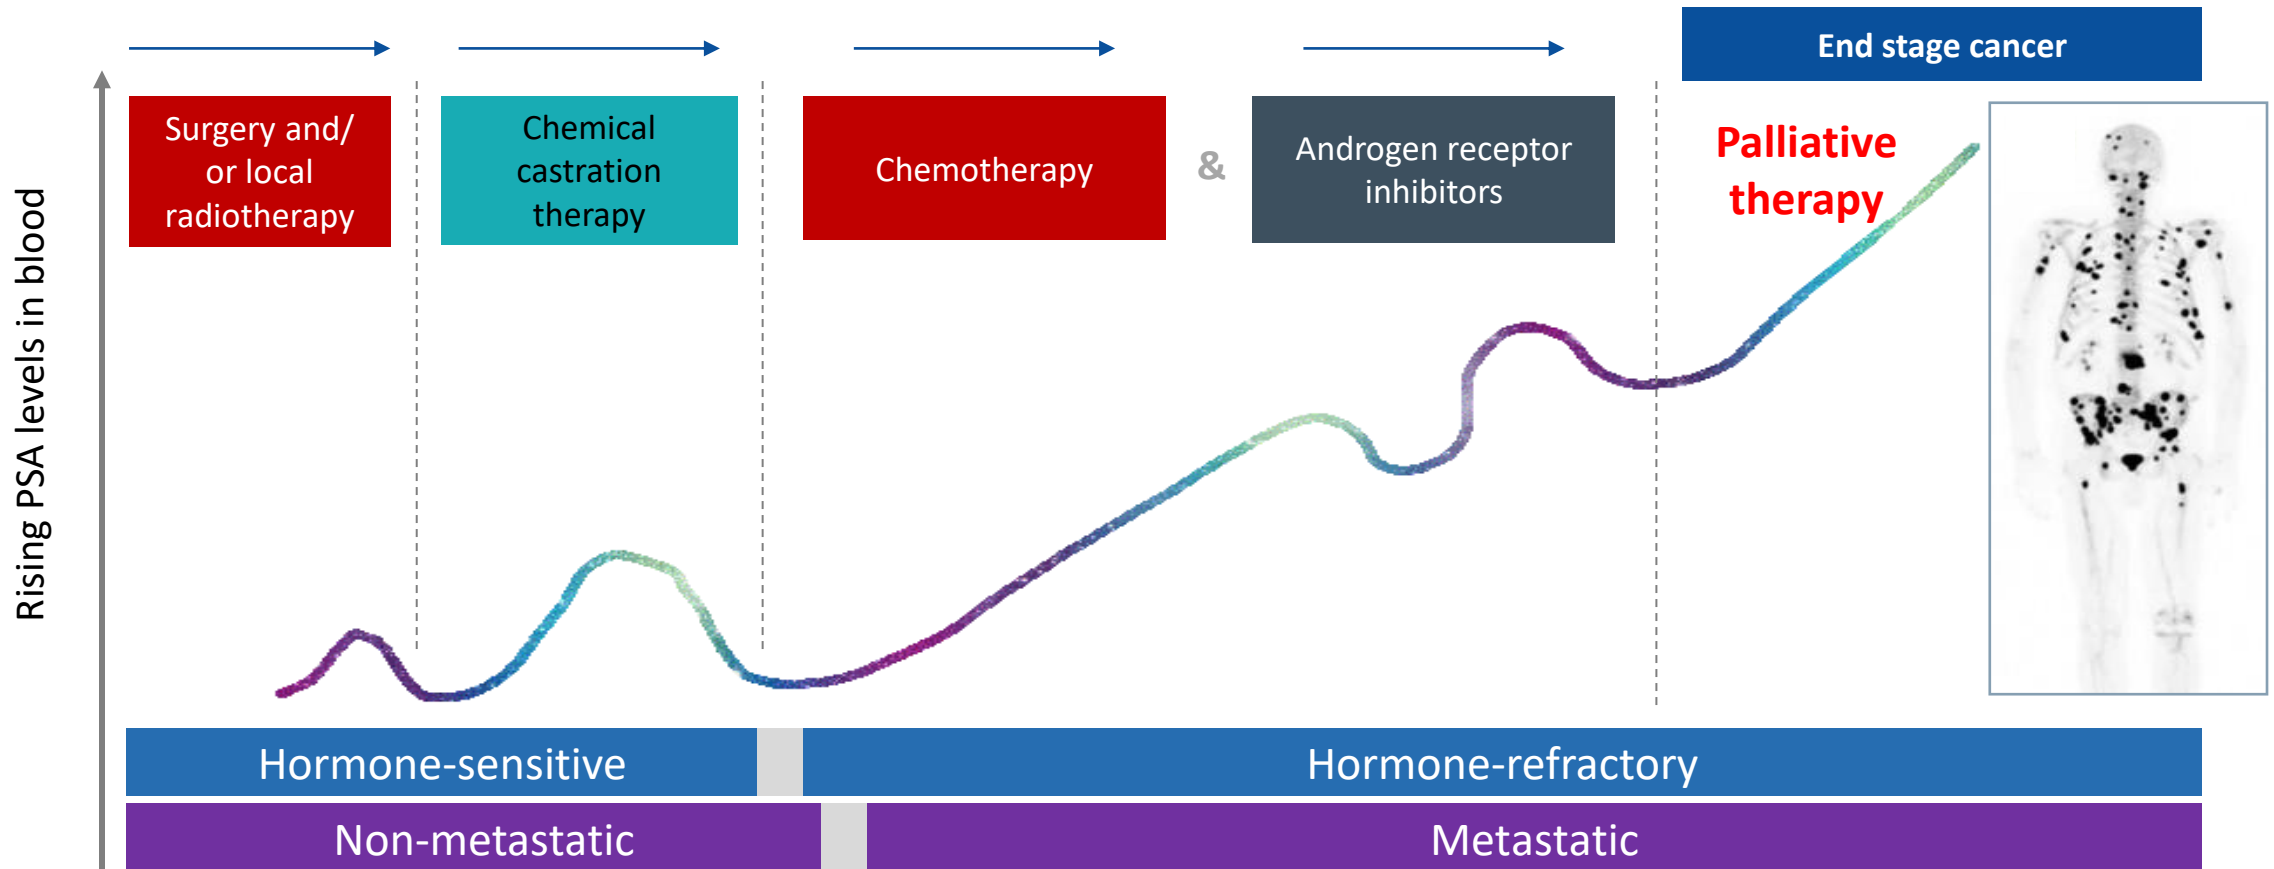 End stage cancer
Surgery and/
or local
radiotherapy
Chemical
castration
therapy
Chemotherapy
&
Androgen receptor
inhibitors
Palliative
therapy
Rising PSA levels in blood
Hormone-sensitive
Hormone-refractory
Non-metastatic
Metastatic